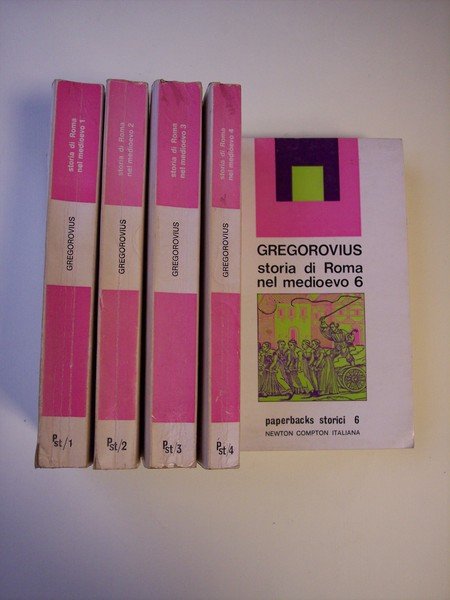 storia di Roma
nel medioevo 1
GREGOROVIUS
Pst/1
storia di Roma
nel medioevo 2
GREGOROVIUS
Pst/2
storia di Roma
nel medioevo 3
GREGOROVIUS
Pst/3
storia di Roma
nel medioevo 4
GREGOROVIUS
Pst/4
GREGOROVIUS
storia di Roma
nel medioevo 6
paperbacks storici 6
NEWTON COMPTON ITALIANA